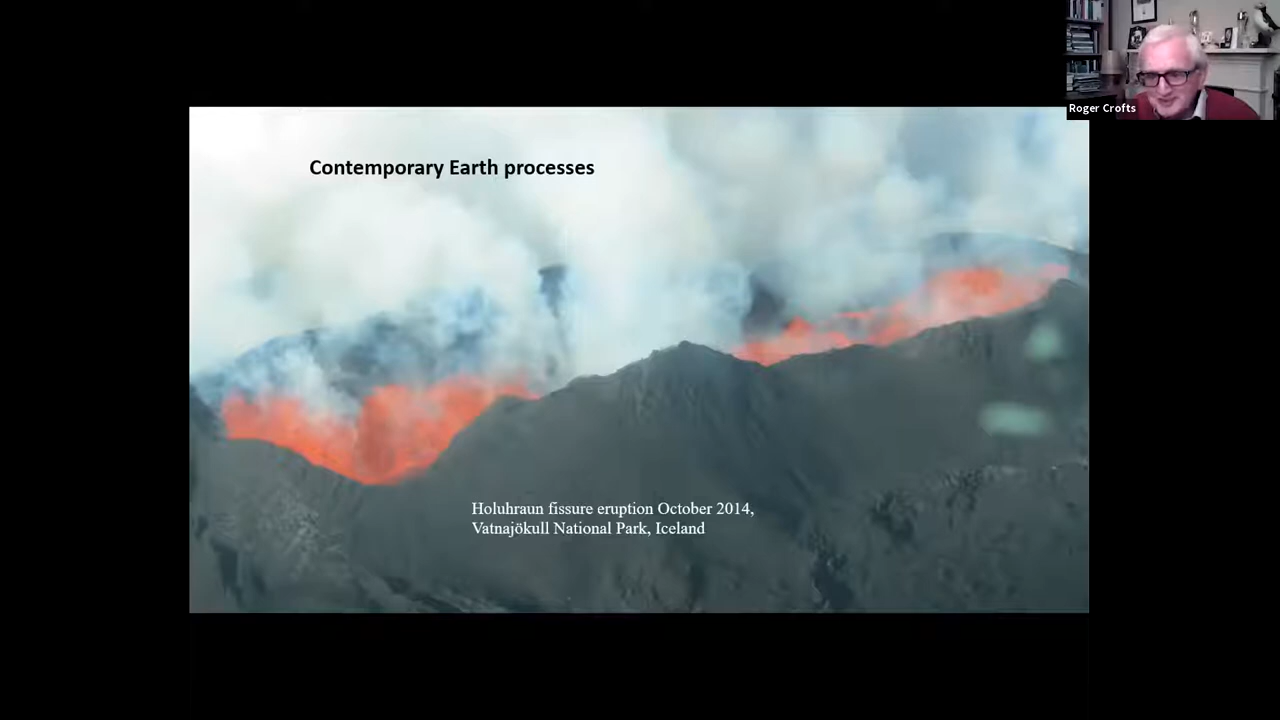 Roger Crofts
Contemporary Earth processes
Holuhraun fissure eruption October 2014,
Vatnajökull National Park, Iceland